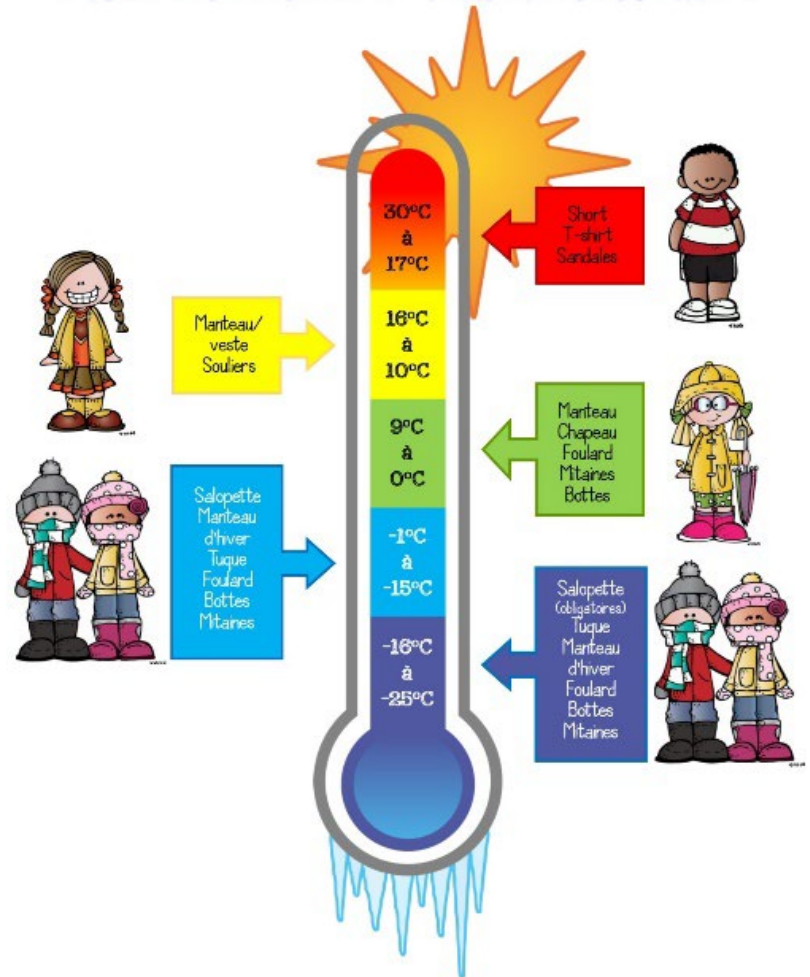 30°C
à
17°C
Short
T-shirt
Sandales
Manteau/
veste
Souliers
16°C
à
10°C
9°C
à
0°C
Manteau
Chapeau
Foulard
Mitaines
Bottes
Salopette
Manteau
d'hiver
Tuque
Foulard
Bottes
Mitaines
-1°C
à
-15°C
-16°C
à
-25°C
Salopette
(obligatoires)
Tuque
Manteau
d'hiver
Foulard
Bottes
Mitaines